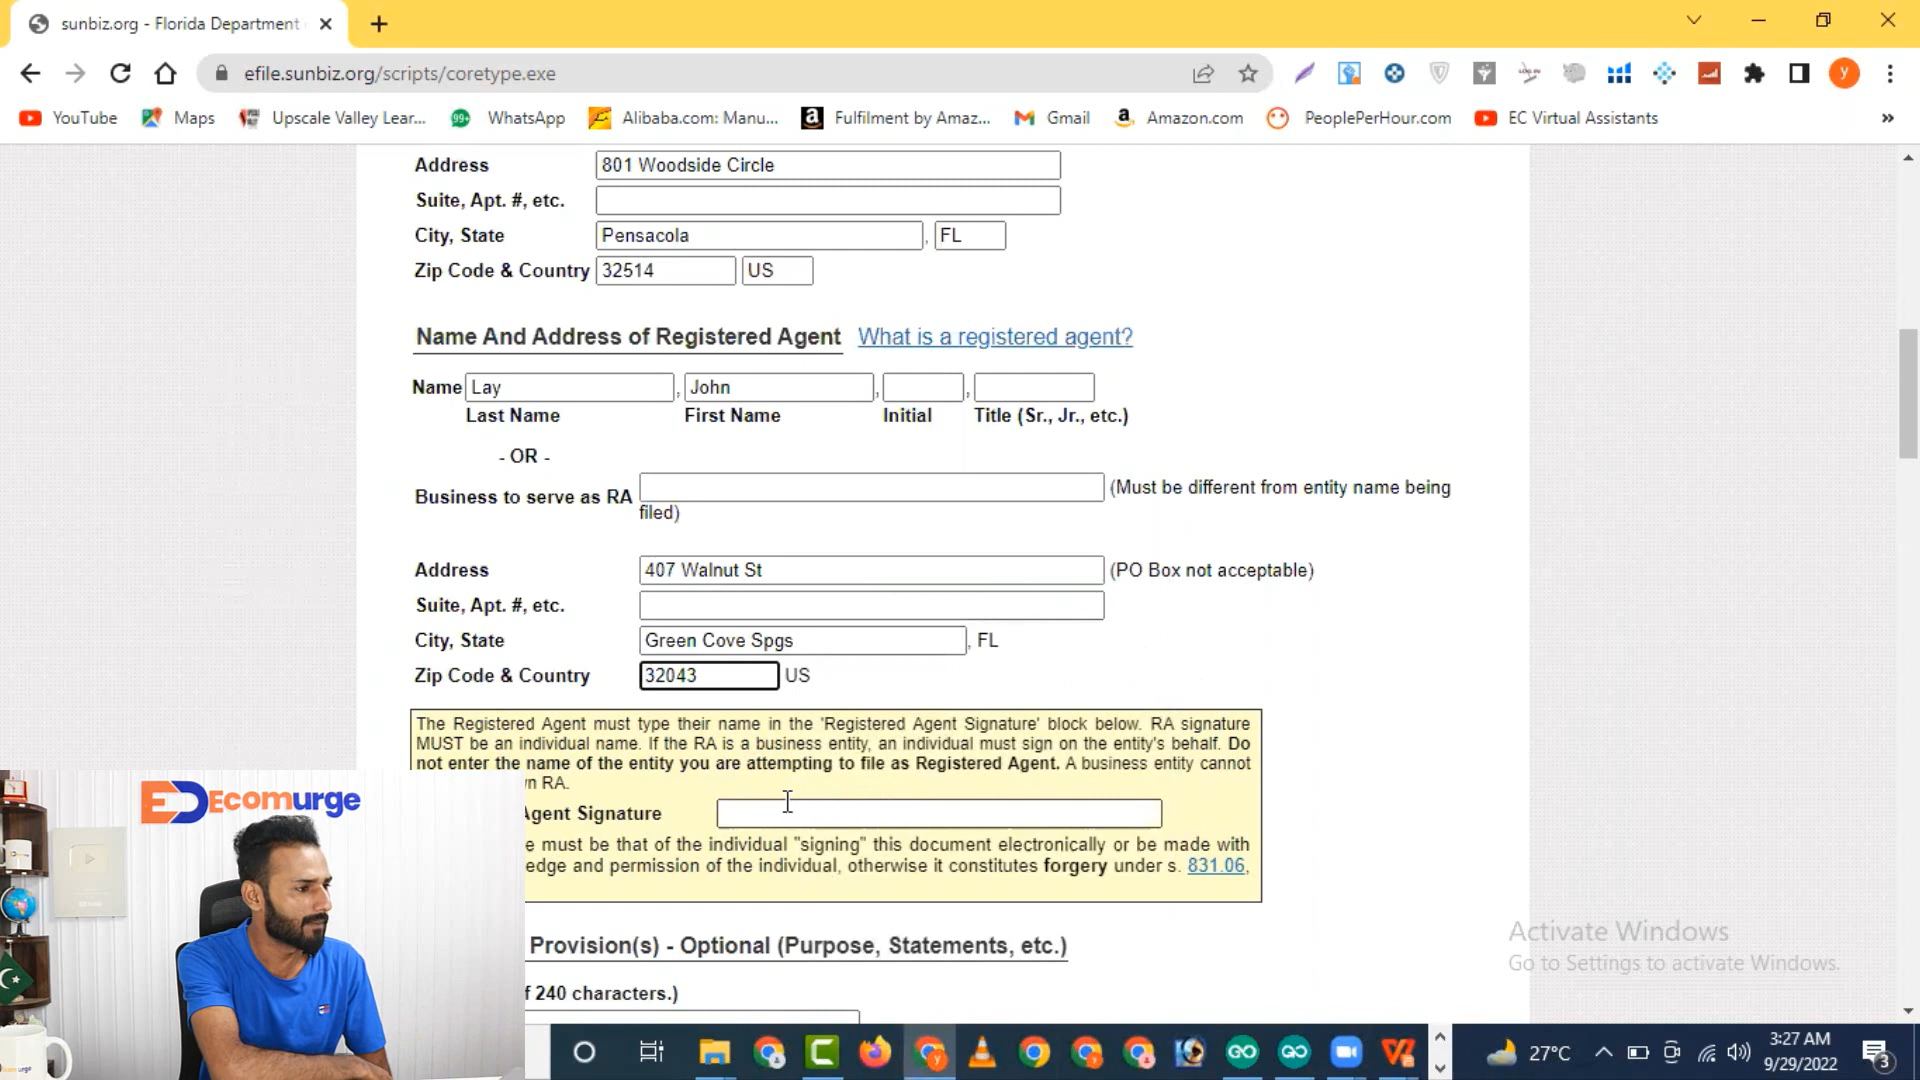 sunbiz.org - Florida Department
efile.sunbiz.org/scripts/coretype.exe
y
YouTube
Maps
Upscale Valley Lear...
99+
WhatsApp
Alibaba.com: Manu...
Fulfilment by Amaz...
Gmail
Amazon.com
PeoplePerHour.com
EC Virtual Assistants
»
Address 801 Woodside Circle
Suite, Apt. #, etc.
City, State Pensacola , FL
Zip Code & Country 32514 US
Name And Address of Registered Agent What is a registered agent?
Name Lay , John , ,
Last Name First Name Initial Title (Sr., Jr., etc.)
- OR -
Business to serve as RA (Must be different from entity name being
filed)
Address 407 Walnut St (PO Box not acceptable)
Suite, Apt. #, etc.
City, State Green Cove Spgs , FL
Zip Code & Country 32043 US
The Registered Agent must type their name in the 'Registered Agent Signature' block below. RA signature
MUST be an individual name. If the RA is a business entity, an individual must sign on the entity's behalf. Do
not enter the name of the entity you are attempting to file as Registered Agent. A business entity cannot
n RA.
Agent Signature
e must be that of the individual "signing" this document electronically or be made with
edge and permission of the individual, otherwise it constitutes forgery under s. 831.06,
Provision(s) - Optional (Purpose, Statements, etc.)
f 240 characters.)
Ecomurge
Activate Windows
Go to Settings to activate Windows.
27°C
3:27 AM
9/29/2022
3